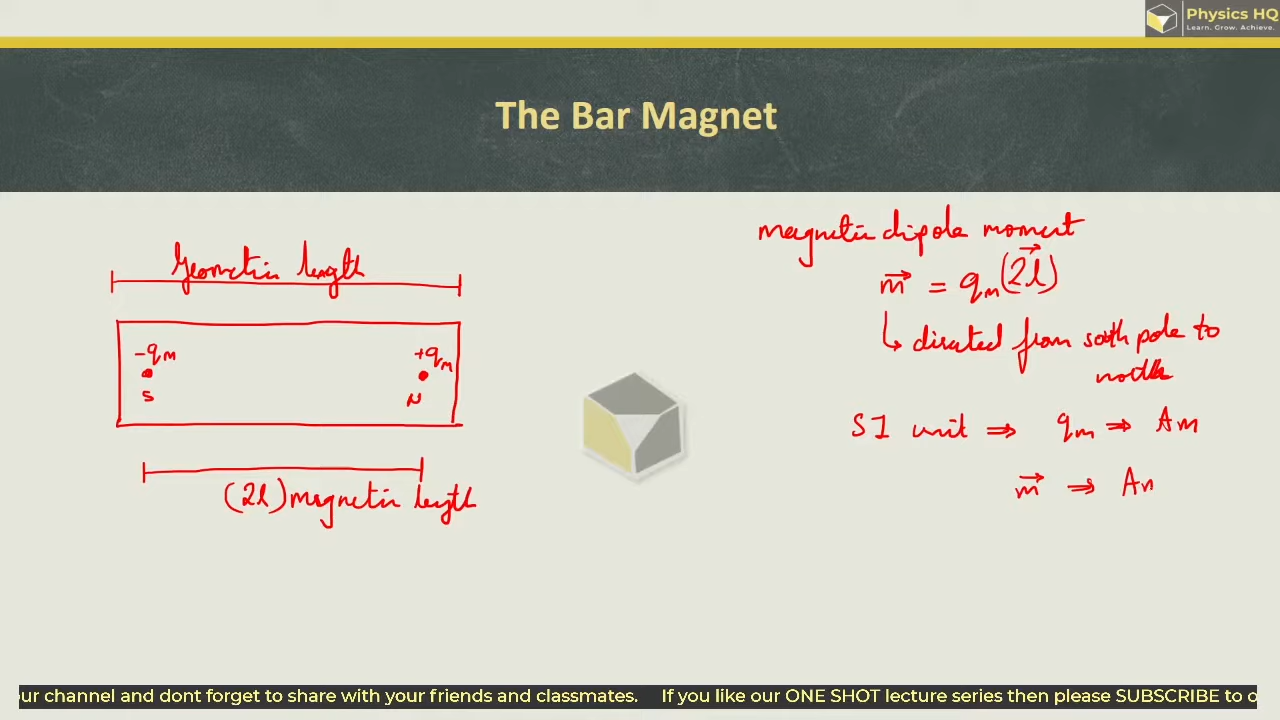 Physics HQ
Learn. Grow. Achieve.
The Bar Magnet
Geometric length
-qm
S
+qm
N
(2l) magnetic length
magnetic dipole moment
m⃗ = qm(2l⃗)
↳ directed from south pole to
north
SI unit ⇒ qm ⇒ Am
m⃗ ⇒ Am
ur channel and dont forget to share with your friends and classmates. If you like our ONE SHOT lecture series then please SUBSCRIBE to o